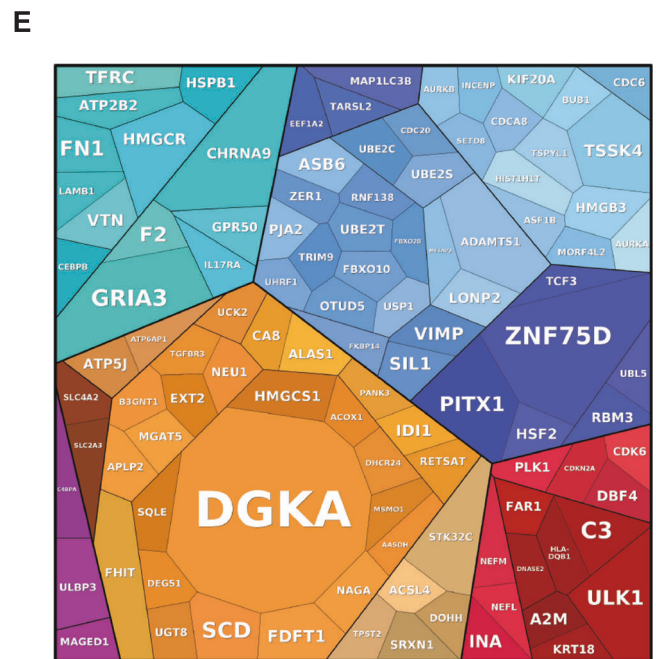 E
TFRC
HSPB1
ATP2B2
FN1
HMGCR
CHRNA9
LAMB1
VTN
F2
GPR50
CEBPB
IL17RA
GRIA3
MAP1LC3B
TARSL2
EEF1A2
AURKB
INCENP
KIF20A
CDC6
BUB1
CDCA8
SETD8
TSPYL1
TSSK4
HIST1H1T
ASF1B
HMGB3
MORF4L2
AURKA
CDC20
UBE2C
ASB6
UBE2S
ZER1
RNF138
PJA2
UBE2T
FBXO2B
TRIM9
FBXO10
UHRF1
OTUD5
USP1
ADAMTS1
LONP2
VIMP
FKBP14
SIL1
TCF3
ZNF75D
UBL5
PITX1
HSF2
RBM3
UCK2
CA8
ALAS1
ATP6AP1
ATP5J
TGFBR3
NEU1
EXT2
B3GNT1
MGAT5
APLP2
HMGCS1
PANK3
ACOX1
IDI1
RETSAT
DHCR24
DGKA
MSMO1
AASDH
SQLE
FHIT
DEGS1
UGT8
SCD
FDFT1
NAGA
SLC4A2
SLC2A3
C4BPA
ULBP3
MAGED1
STK32C
ACSL4
DOHH
TPST2
SRXN1
PLK1
CDKN2A
CDK6
DBF4
FAR1
C3
HLA-
DQB1
DNASE2
NEFM
NEFL
ULK1
A2M
INA
KRT18